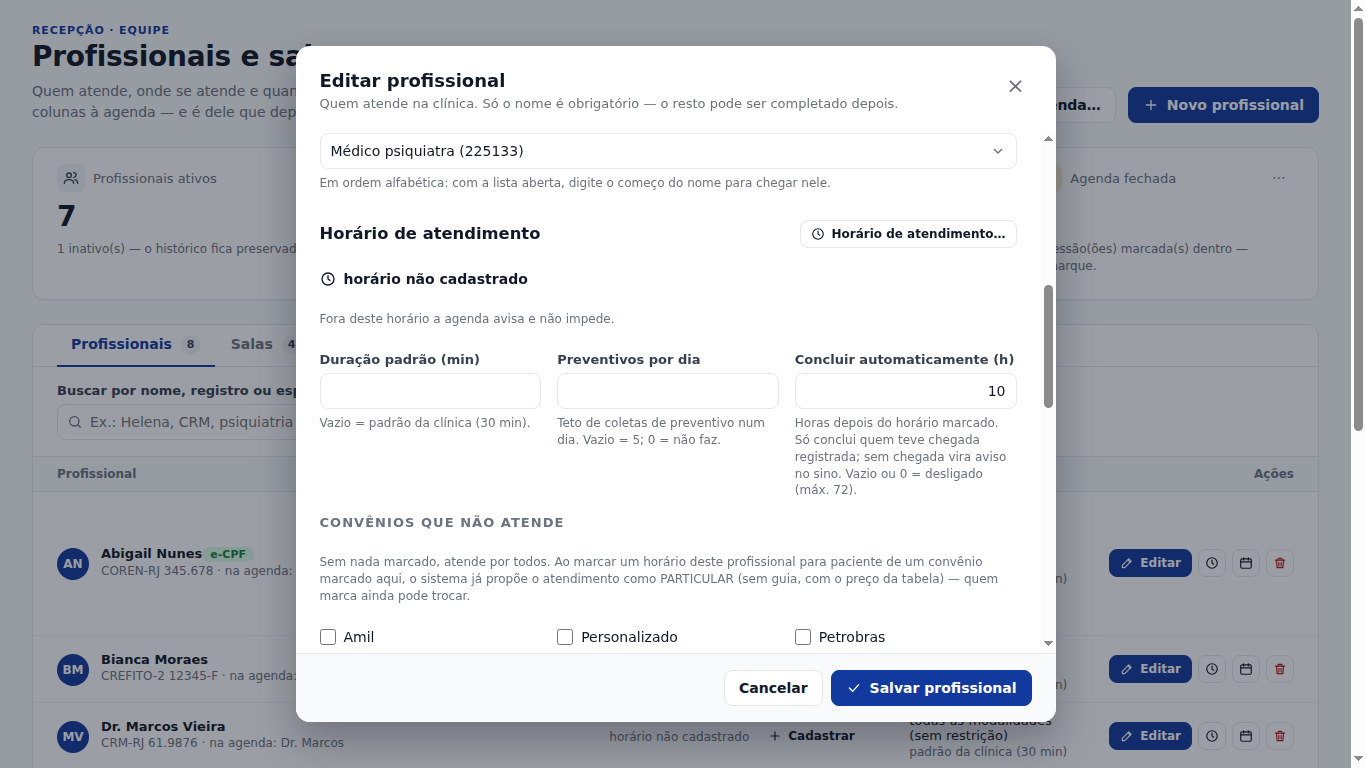 RECEPÇÃO · EQUIPE
Profissionais e sal
Quem atende, onde se atende e quan
colunas à agenda — e é dele que dep
nda…
Novo profissional
Profissionais ativos
7
1 inativo(s) — o histórico fica preservad
Agenda fechada
essão(ões) marcada(s) dentro —
arque.
Profissionais 8
Salas 4
Buscar por nome, registro ou esp
Ex.: Helena, CRM, psiquiatria
Profissional
Ações
AN
Abigail Nunes e-CPF
COREN-RJ 345.678 · na agenda:
n)
Editar
BM
Bianca Moraes
CREFITO-2 12345-F · na agenda:
n)
Editar
MV
Dr. Marcos Vieira
CRM-RJ 61.9876 · na agenda: Dr. Marcos
horário não cadastrado
Cadastrar
todas as modalidades
(sem restrição)
padrão da clínica (30 min)
Editar
Editar profissional
Quem atende na clínica. Só o nome é obrigatório — o resto pode ser completado depois.
Médico psiquiatra (225133)
Em ordem alfabética: com a lista aberta, digite o começo do nome para chegar nele.
Horário de atendimento
Horário de atendimento…
horário não cadastrado
Fora deste horário a agenda avisa e não impede.
Duração padrão (min)
Vazio = padrão da clínica (30 min).
Preventivos por dia
Teto de coletas de preventivo num
dia. Vazio = 5; 0 = não faz.
Concluir automaticamente (h)
10
Horas depois do horário marcado.
Só conclui quem teve chegada
registrada; sem chegada vira aviso
no sino. Vazio ou 0 = desligado
(máx. 72).
CONVÊNIOS QUE NÃO ATENDE
Sem nada marcado, atende por todos. Ao marcar um horário deste profissional para paciente de um convênio
marcado aqui, o sistema já propõe o atendimento como PARTICULAR (sem guia, com o preço da tabela) — quem
marca ainda pode trocar.
Amil
Personalizado
Petrobras
Cancelar
Salvar profissional